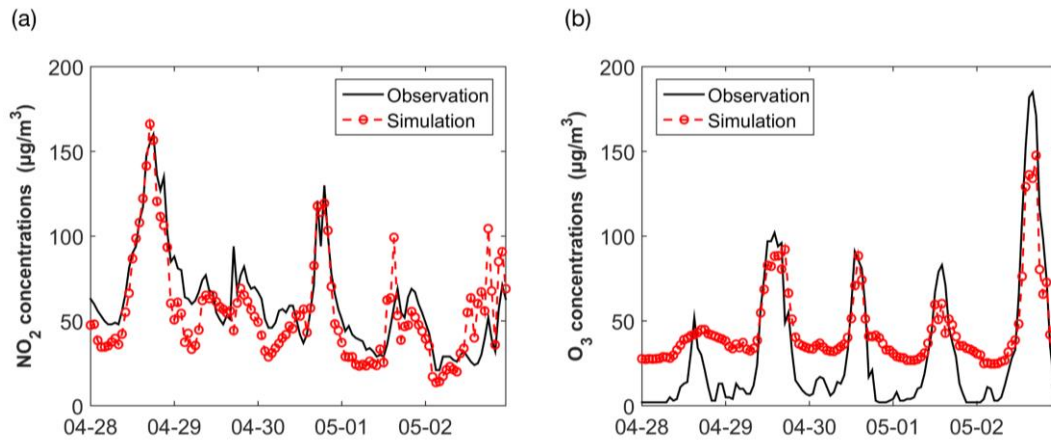 (a)
(b)
200
150
100
50
0
NO2 concentrations (μg/m3)
Observation
Simulation
04-28 04-29 04-30 05-01 05-02
200
150
100
50
0
O3 concentrations (μg/m3)
Observation
Simulation
04-28 04-29 04-30 05-01 05-02